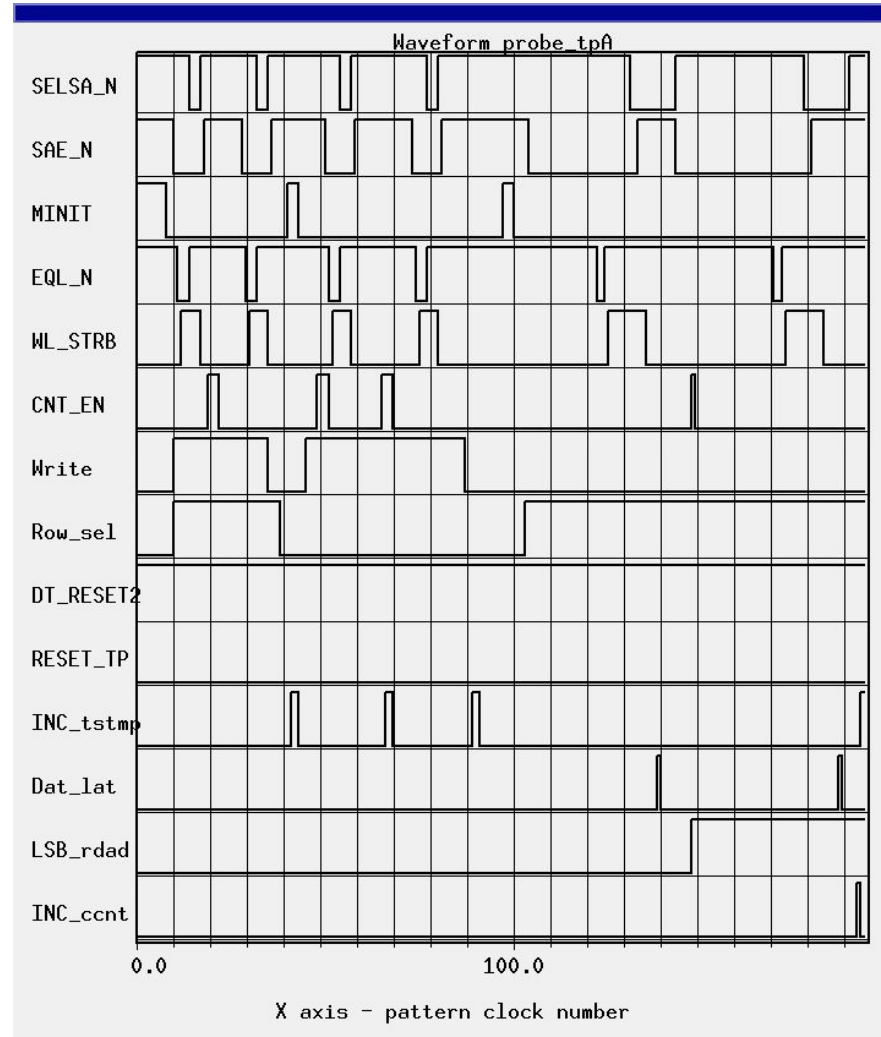 Waveform probe_tpA
SELSA_N
SAE_N
MINIT
EQL_N
WL_STRB
CNT_EN
Write
Row_sel
DT_RESET2
RESET_TP
INC_tstmp
Dat_lat
LSB_rdad
INC_ccnt
0.0 100.0
X axis - pattern clock number